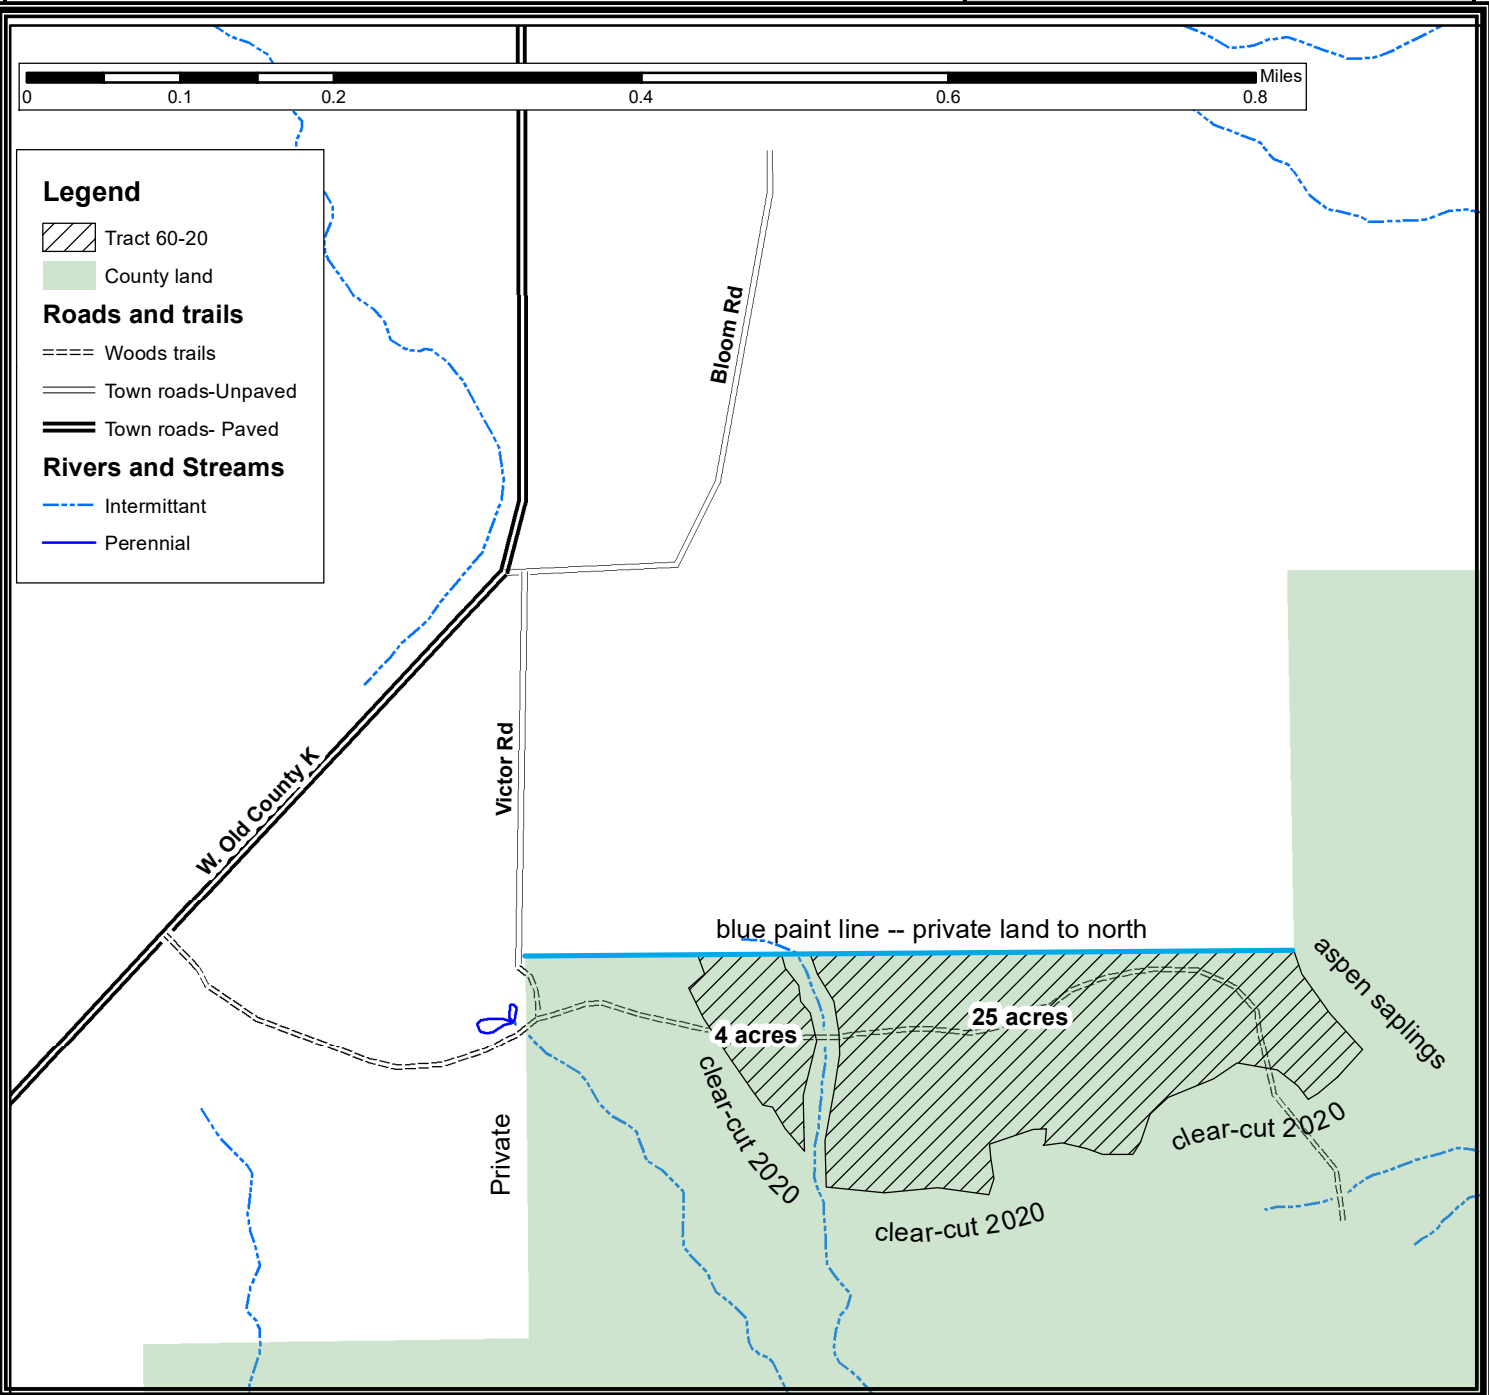 Miles
0 0.1 0.2 0.4 0.6 0.8
Legend
Tract 60-20
County land
Roads and trails
Woods trails
Town roads-Unpaved
Town roads- Paved
Rivers and Streams
Intermittant
Perennial
Bloom Rd
Victor Rd
W. Old County K
blue paint line -- private land to north
aspen saplings
25 acres
4 acres
clear-cut 2020
clear-cut 2020
Private
clear-cut 2020